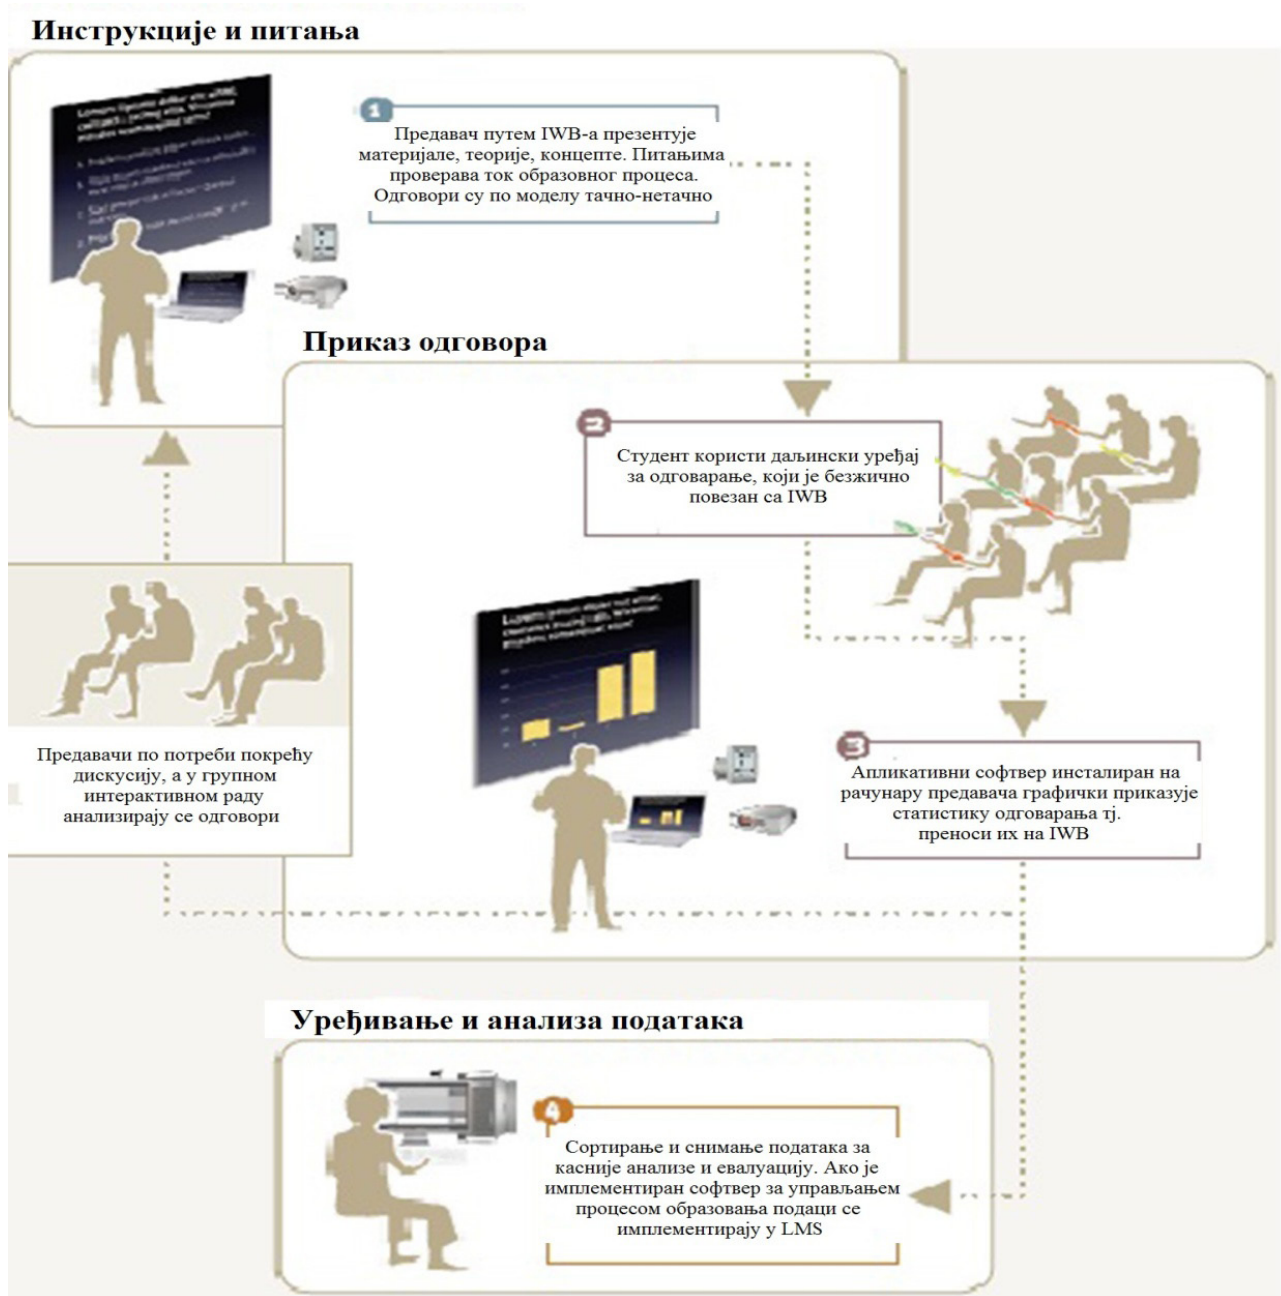 Инструкције и питања
1
Предавач путем IWB-а презентује
материјале, теорије, концепте. Питањима
проверава ток образовног процеса.
Одговори су по моделу тачно-нетачно
Приказ одговора
2
Студент користи даљински уређај
за одговарање, који је безжично
повезан са IWB
Предавачи по потреби покрећу
дискусију, а у групном
интерактивном раду
анализирају се одговори
3
Апликативни софтвер инсталиран на
рачунару предавача графички приказује
статистику одговарања тј.
преноси их на IWB
Уређивање и анализа података
4
Сортирање и снимање података за
касније анализе и евалуацију. Ако је
имплементиран софтвер за управљањем
процесом образовања подаци се
имплементирају у LMS